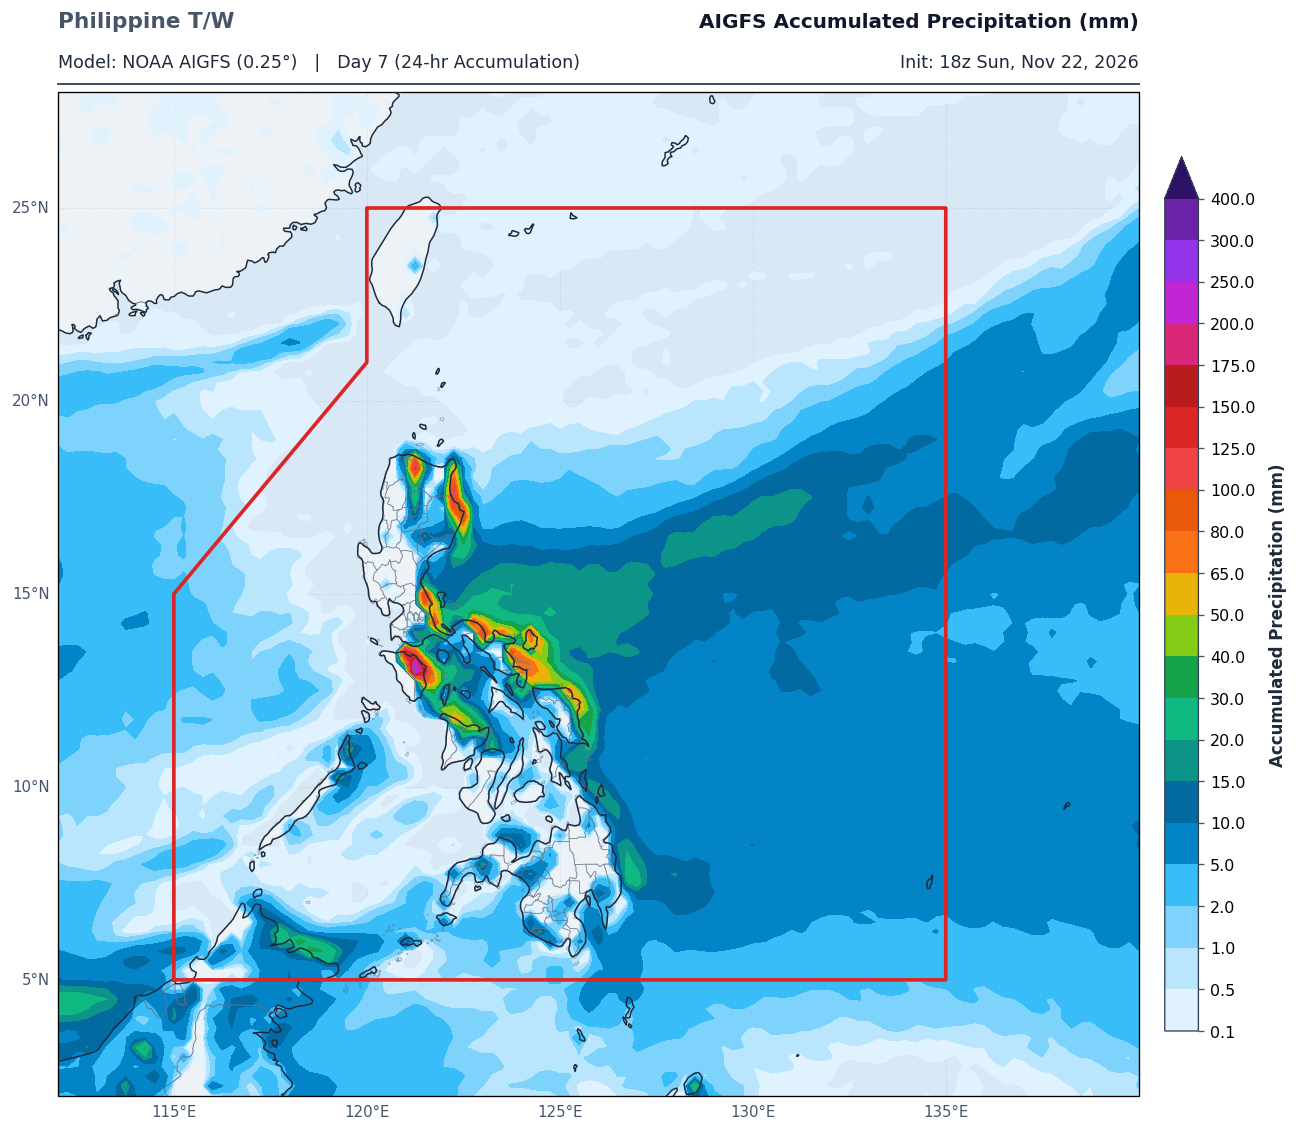 Philippine T/W
AIGFS Accumulated Precipitation (mm)
Model: NOAA AIGFS (0.25°)   |   Day 7 (24-hr Accumulation)
Init: 18z Sun, Nov 22, 2026
25°N
20°N
15°N
10°N
5°N
115°E
120°E
125°E
130°E
135°E
400.0
300.0
250.0
200.0
175.0
150.0
125.0
100.0
80.0
65.0
50.0
40.0
30.0
20.0
15.0
10.0
5.0
2.0
1.0
0.5
0.1
Accumulated Precipitation (mm)